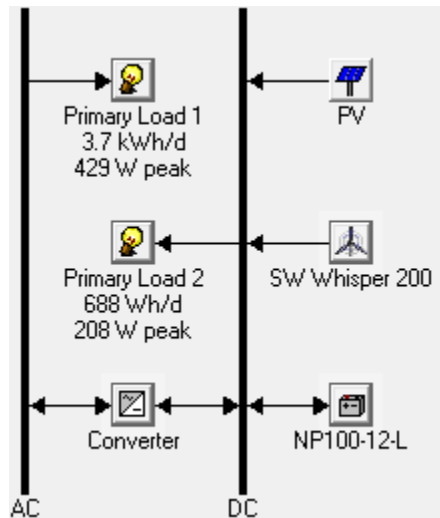 Primary Load 1
3.7 kWh/d
429 W peak
PV
Primary Load 2
688 Wh/d
208 W peak
SW Whisper 200
Converter
NP100-12-L
AC
DC